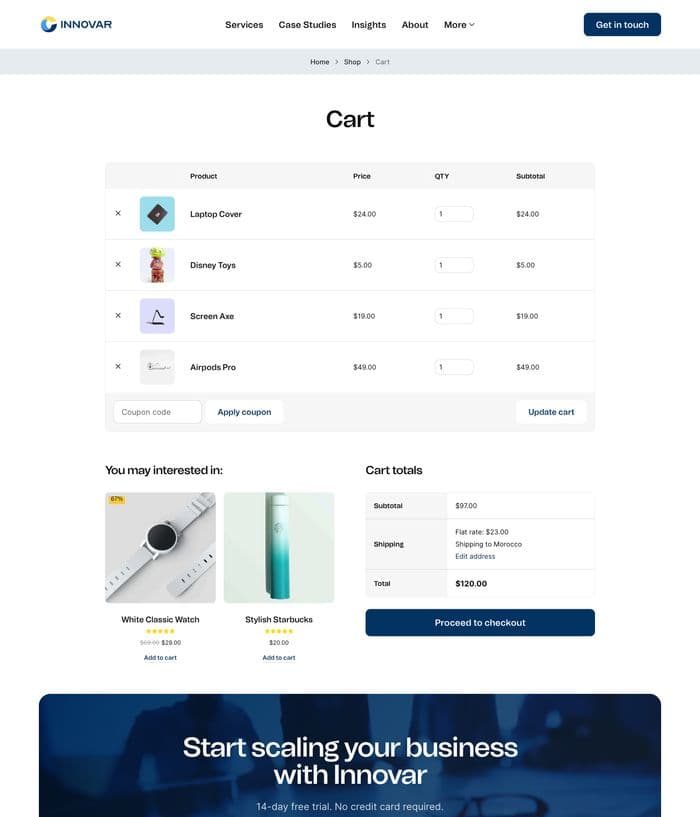 INNOVAR
Services Case Studies Insights About More
Get in touch
Home > Shop > Cart
Cart
Product Price QTY Subtotal
× Laptop Cover $24.00 1 $24.00
× Disney Toys $5.00 1 $5.00
× Screen Axe $19.00 1 $19.00
× Airpods Pro $49.00 1 $49.00
Coupon code Apply coupon Update cart
You may interested in:
67%
White Classic Watch
$28.00
Add to cart
Stylish Starbucks
$20.00
Add to cart
Cart totals
Subtotal $97.00
Shipping Flat rate: $23.00
Shipping to Morocco
Edit address
Total $120.00
Proceed to checkout
Start scaling your business
with Innovar
14-day free trial. No credit card required.